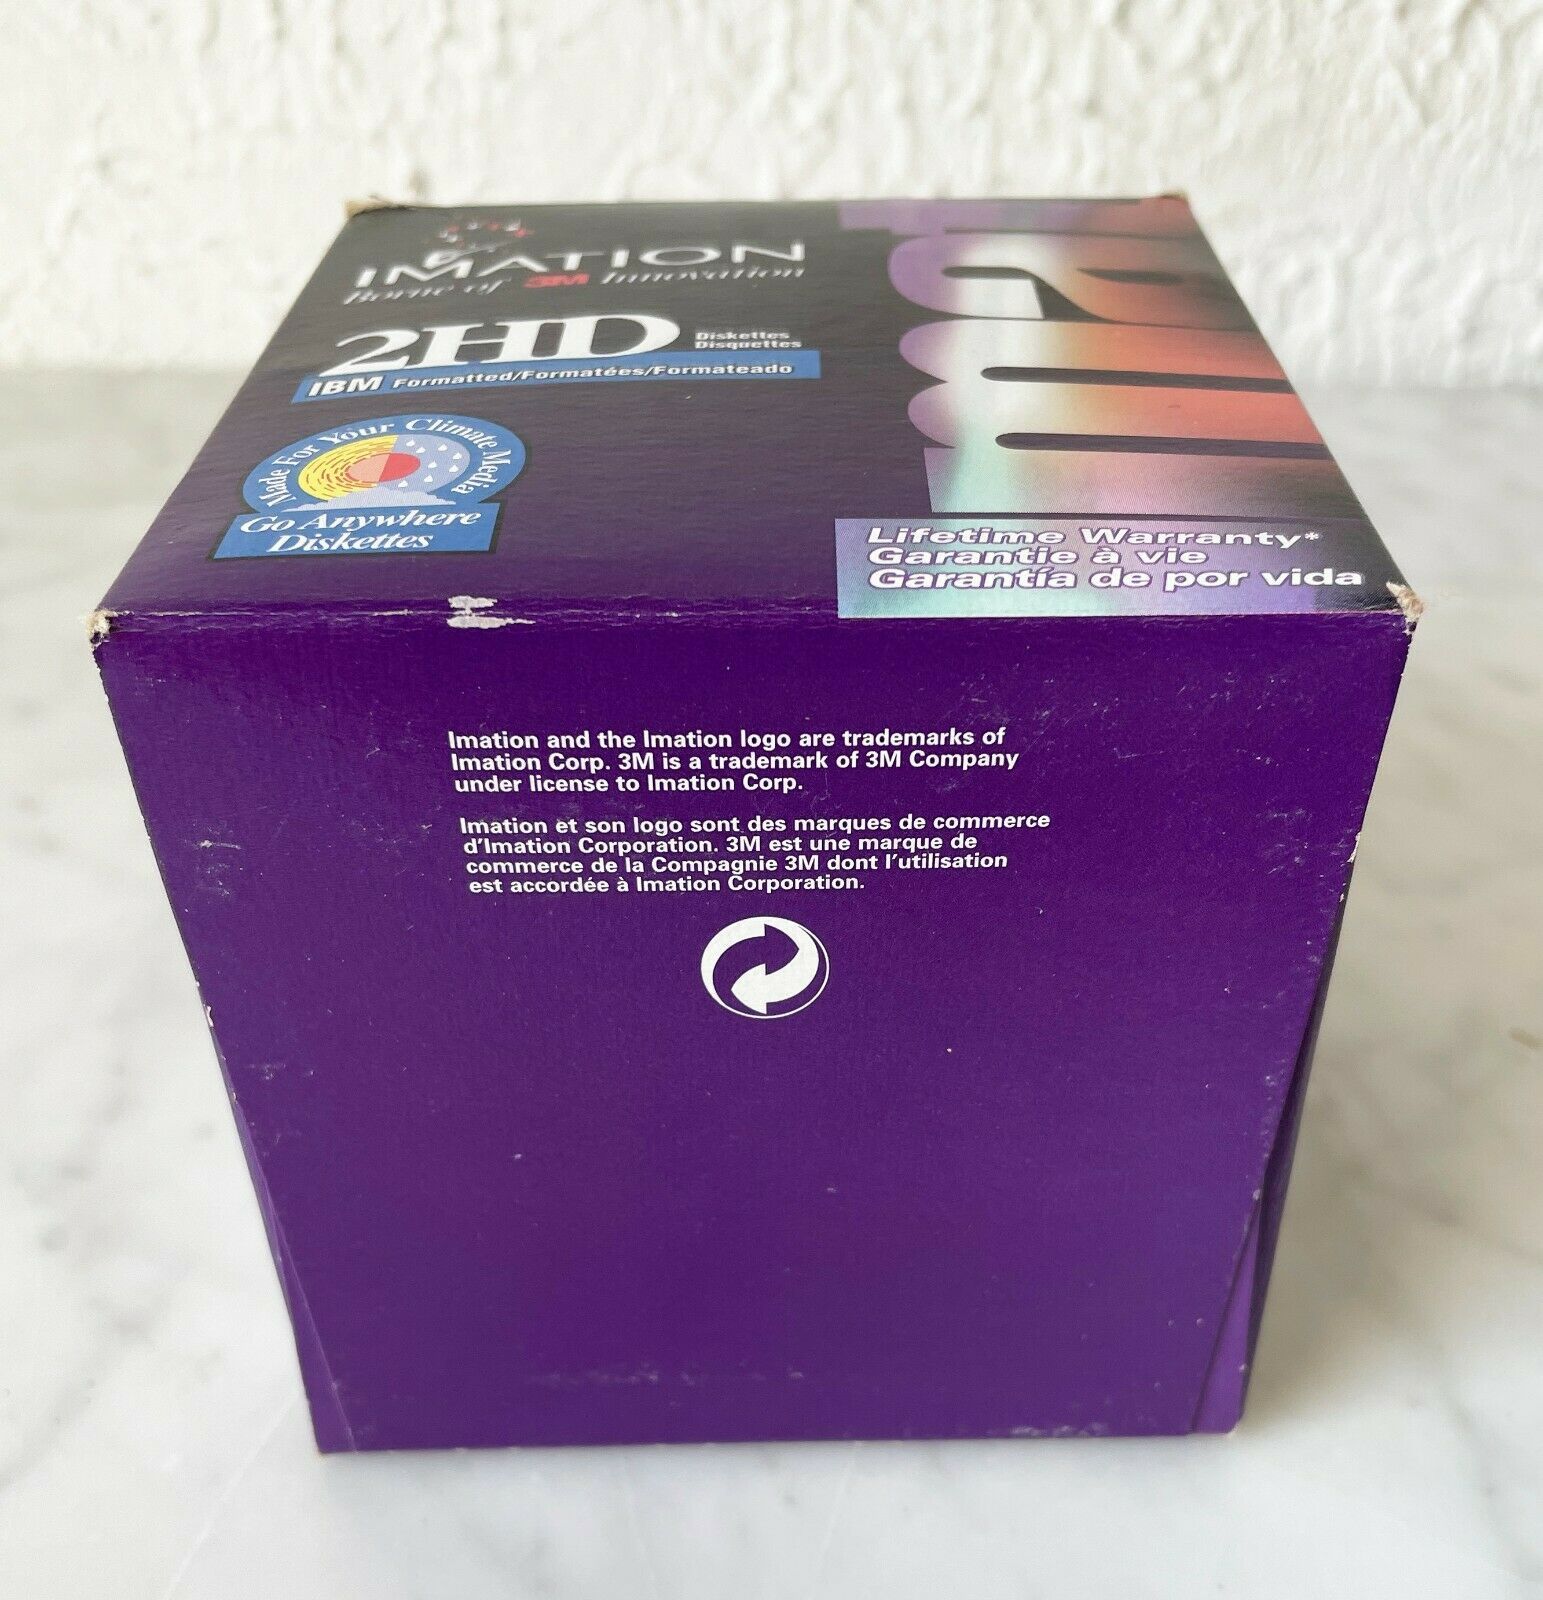 IMATION
Borne of 3M Innovation
2HD
Diskettes
Disquettes
IBM Formatted/Formatées/Formateado
Made For Your Climate Media
Go Anywhere
Diskettes
Lifetime Warranty*
Garantie à vie
Garantía de por vida
Imation and the Imation logo are trademarks of
Imation Corp. 3M is a trademark of 3M Company
under license to Imation Corp.
Imation et son logo sont des marques de commerce
d'Imation Corporation. 3M est une marque de
commerce de la Compagnie 3M dont l'utilisation
est accordée à Imation Corporation.